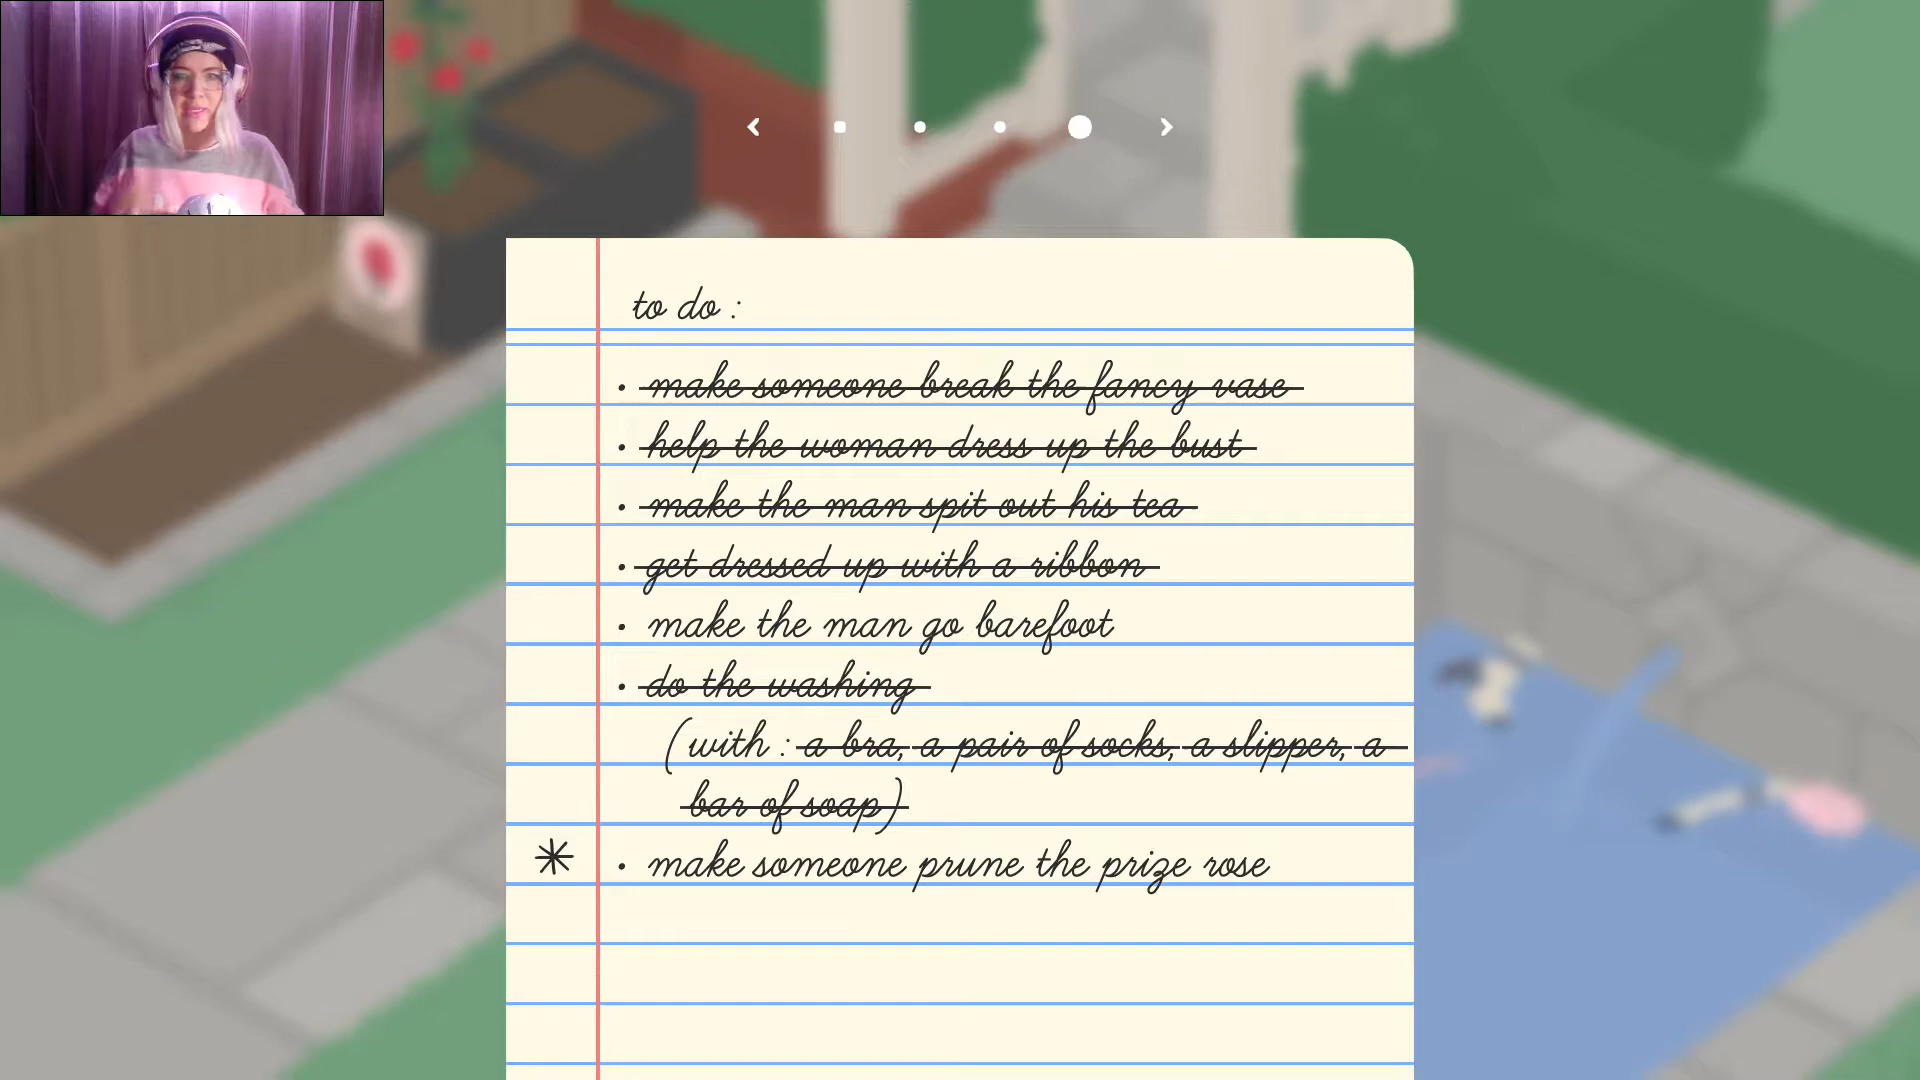 to do :
• make someone break the fancy vase
• help the woman dress up the bust
• make the man spit out his tea
• get dressed up with a ribbon
• make the man go barefoot
• do the washing
(with : a bra, a pair of socks, a slipper, a
bar of soap)
• make someone prune the prize rose